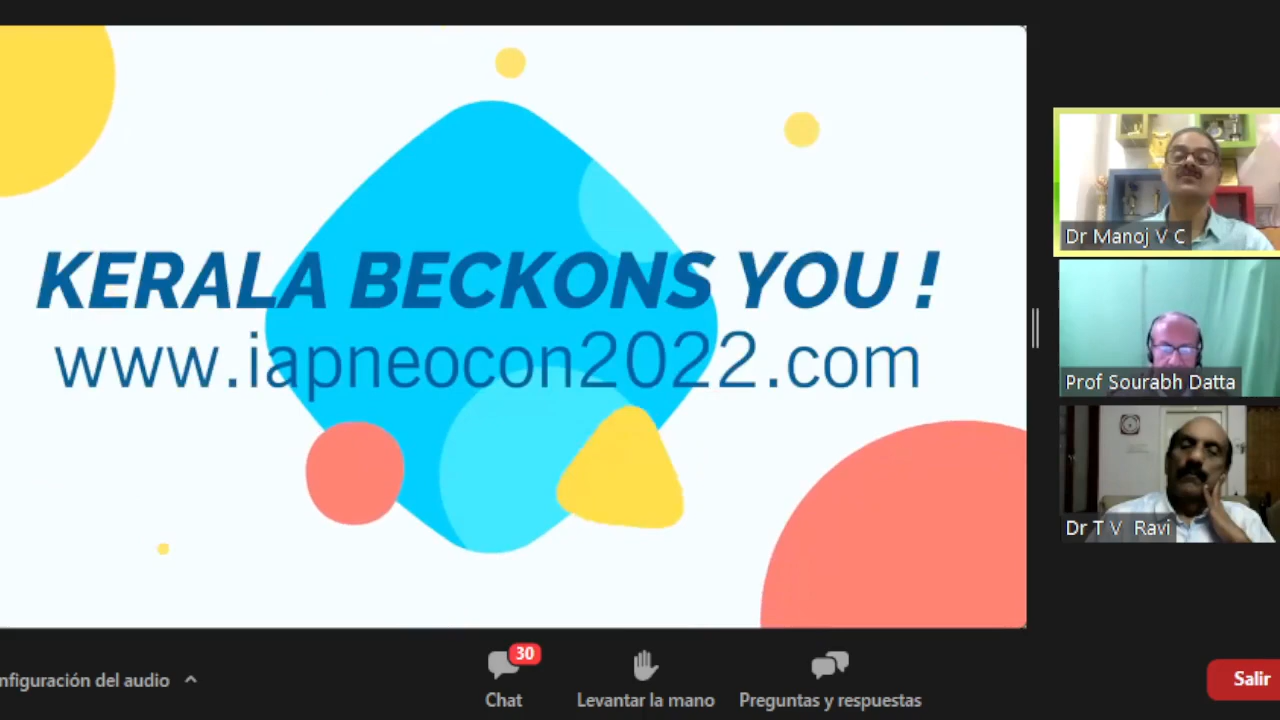 KERALA BECKONS YOU !
www.iapneocon2022.com
Dr Manoj V C
Prof Sourabh Datta
Dr T V Ravi
nfiguración del audio
30
Chat
Levantar la mano
Preguntas y respuestas
Salir